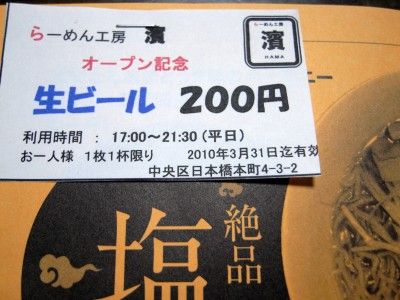 らーめん工房 濱
らーめん工房
濱
HAMA
オープン記念
生ビール 200円
利用時間 : 17:00～21:30(平日)
お一人様 1枚1杯限り 2010年3月31日迄有効
中央区日本橋本町4-3-2
ニー
絶品
塩